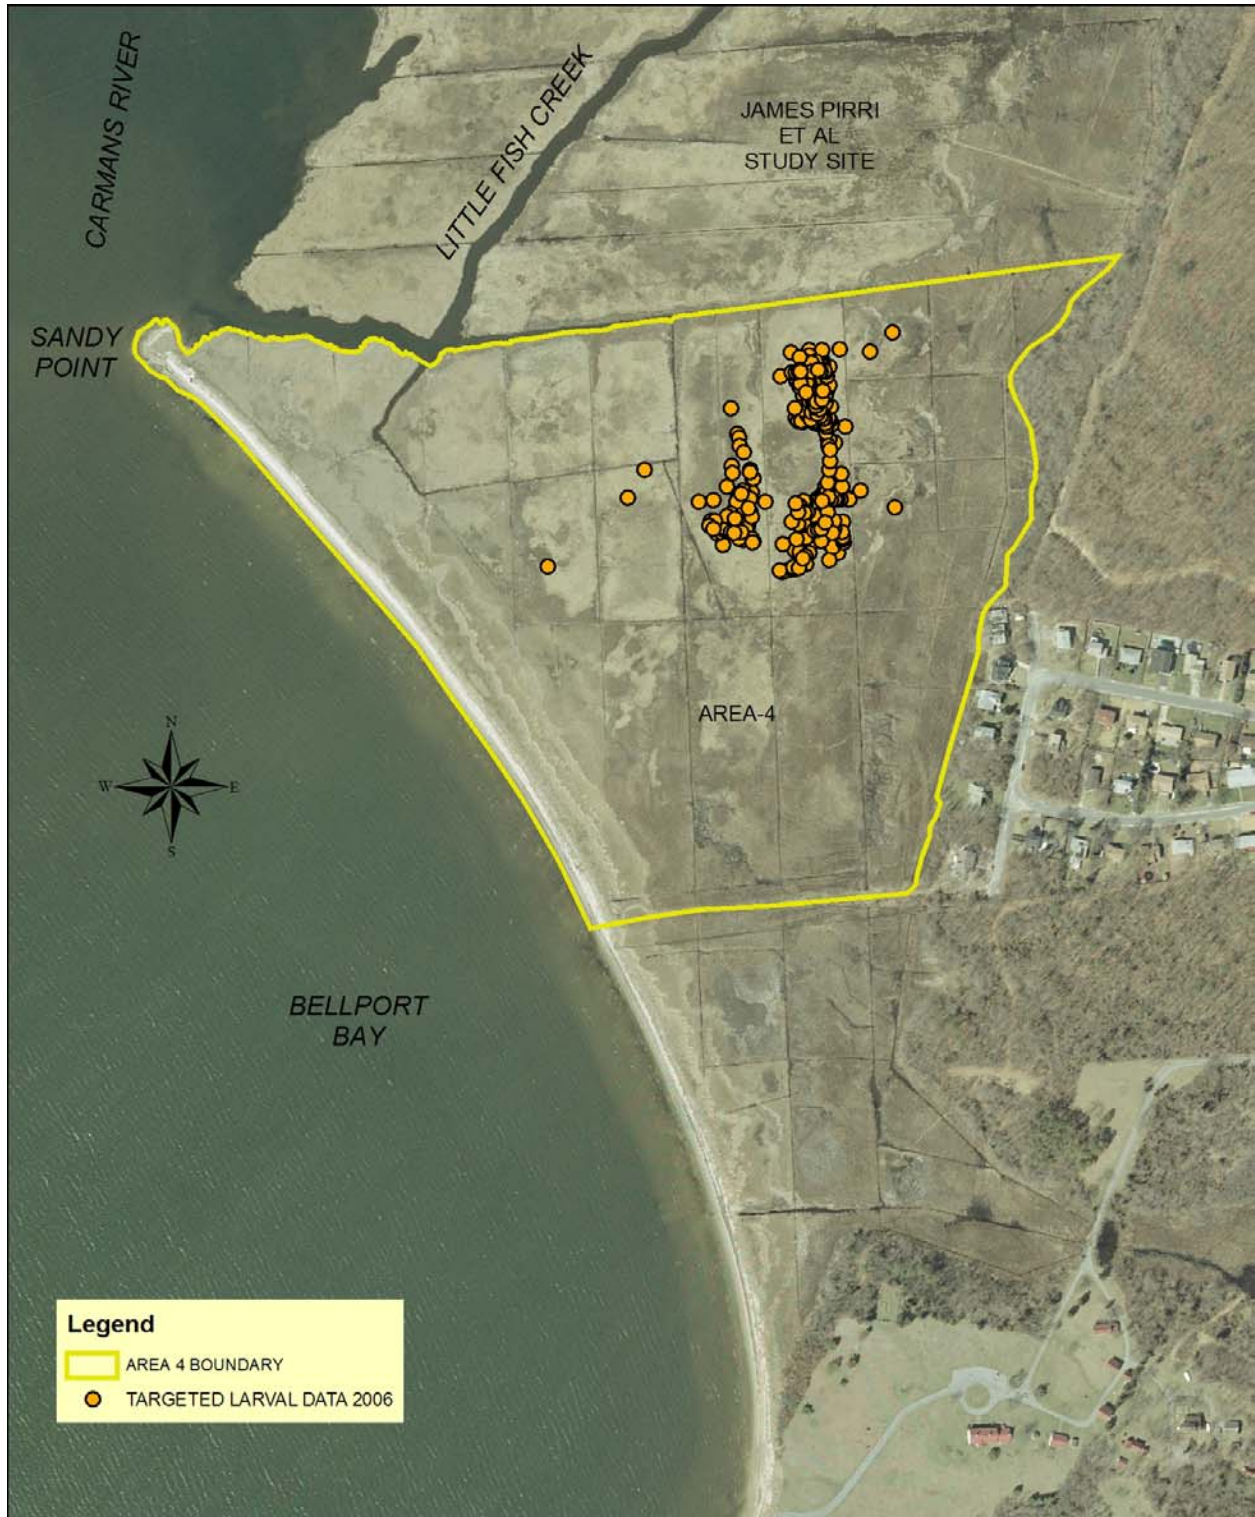 CARMANS RIVER
LITTLE FISH CREEK
JAMES PIRRI
ET AL
STUDY SITE
SANDY
POINT
AREA-4
N
W
E
S
BELLPORT
BAY
Legend
AREA 4 BOUNDARY
TARGETED LARVAL DATA 2006